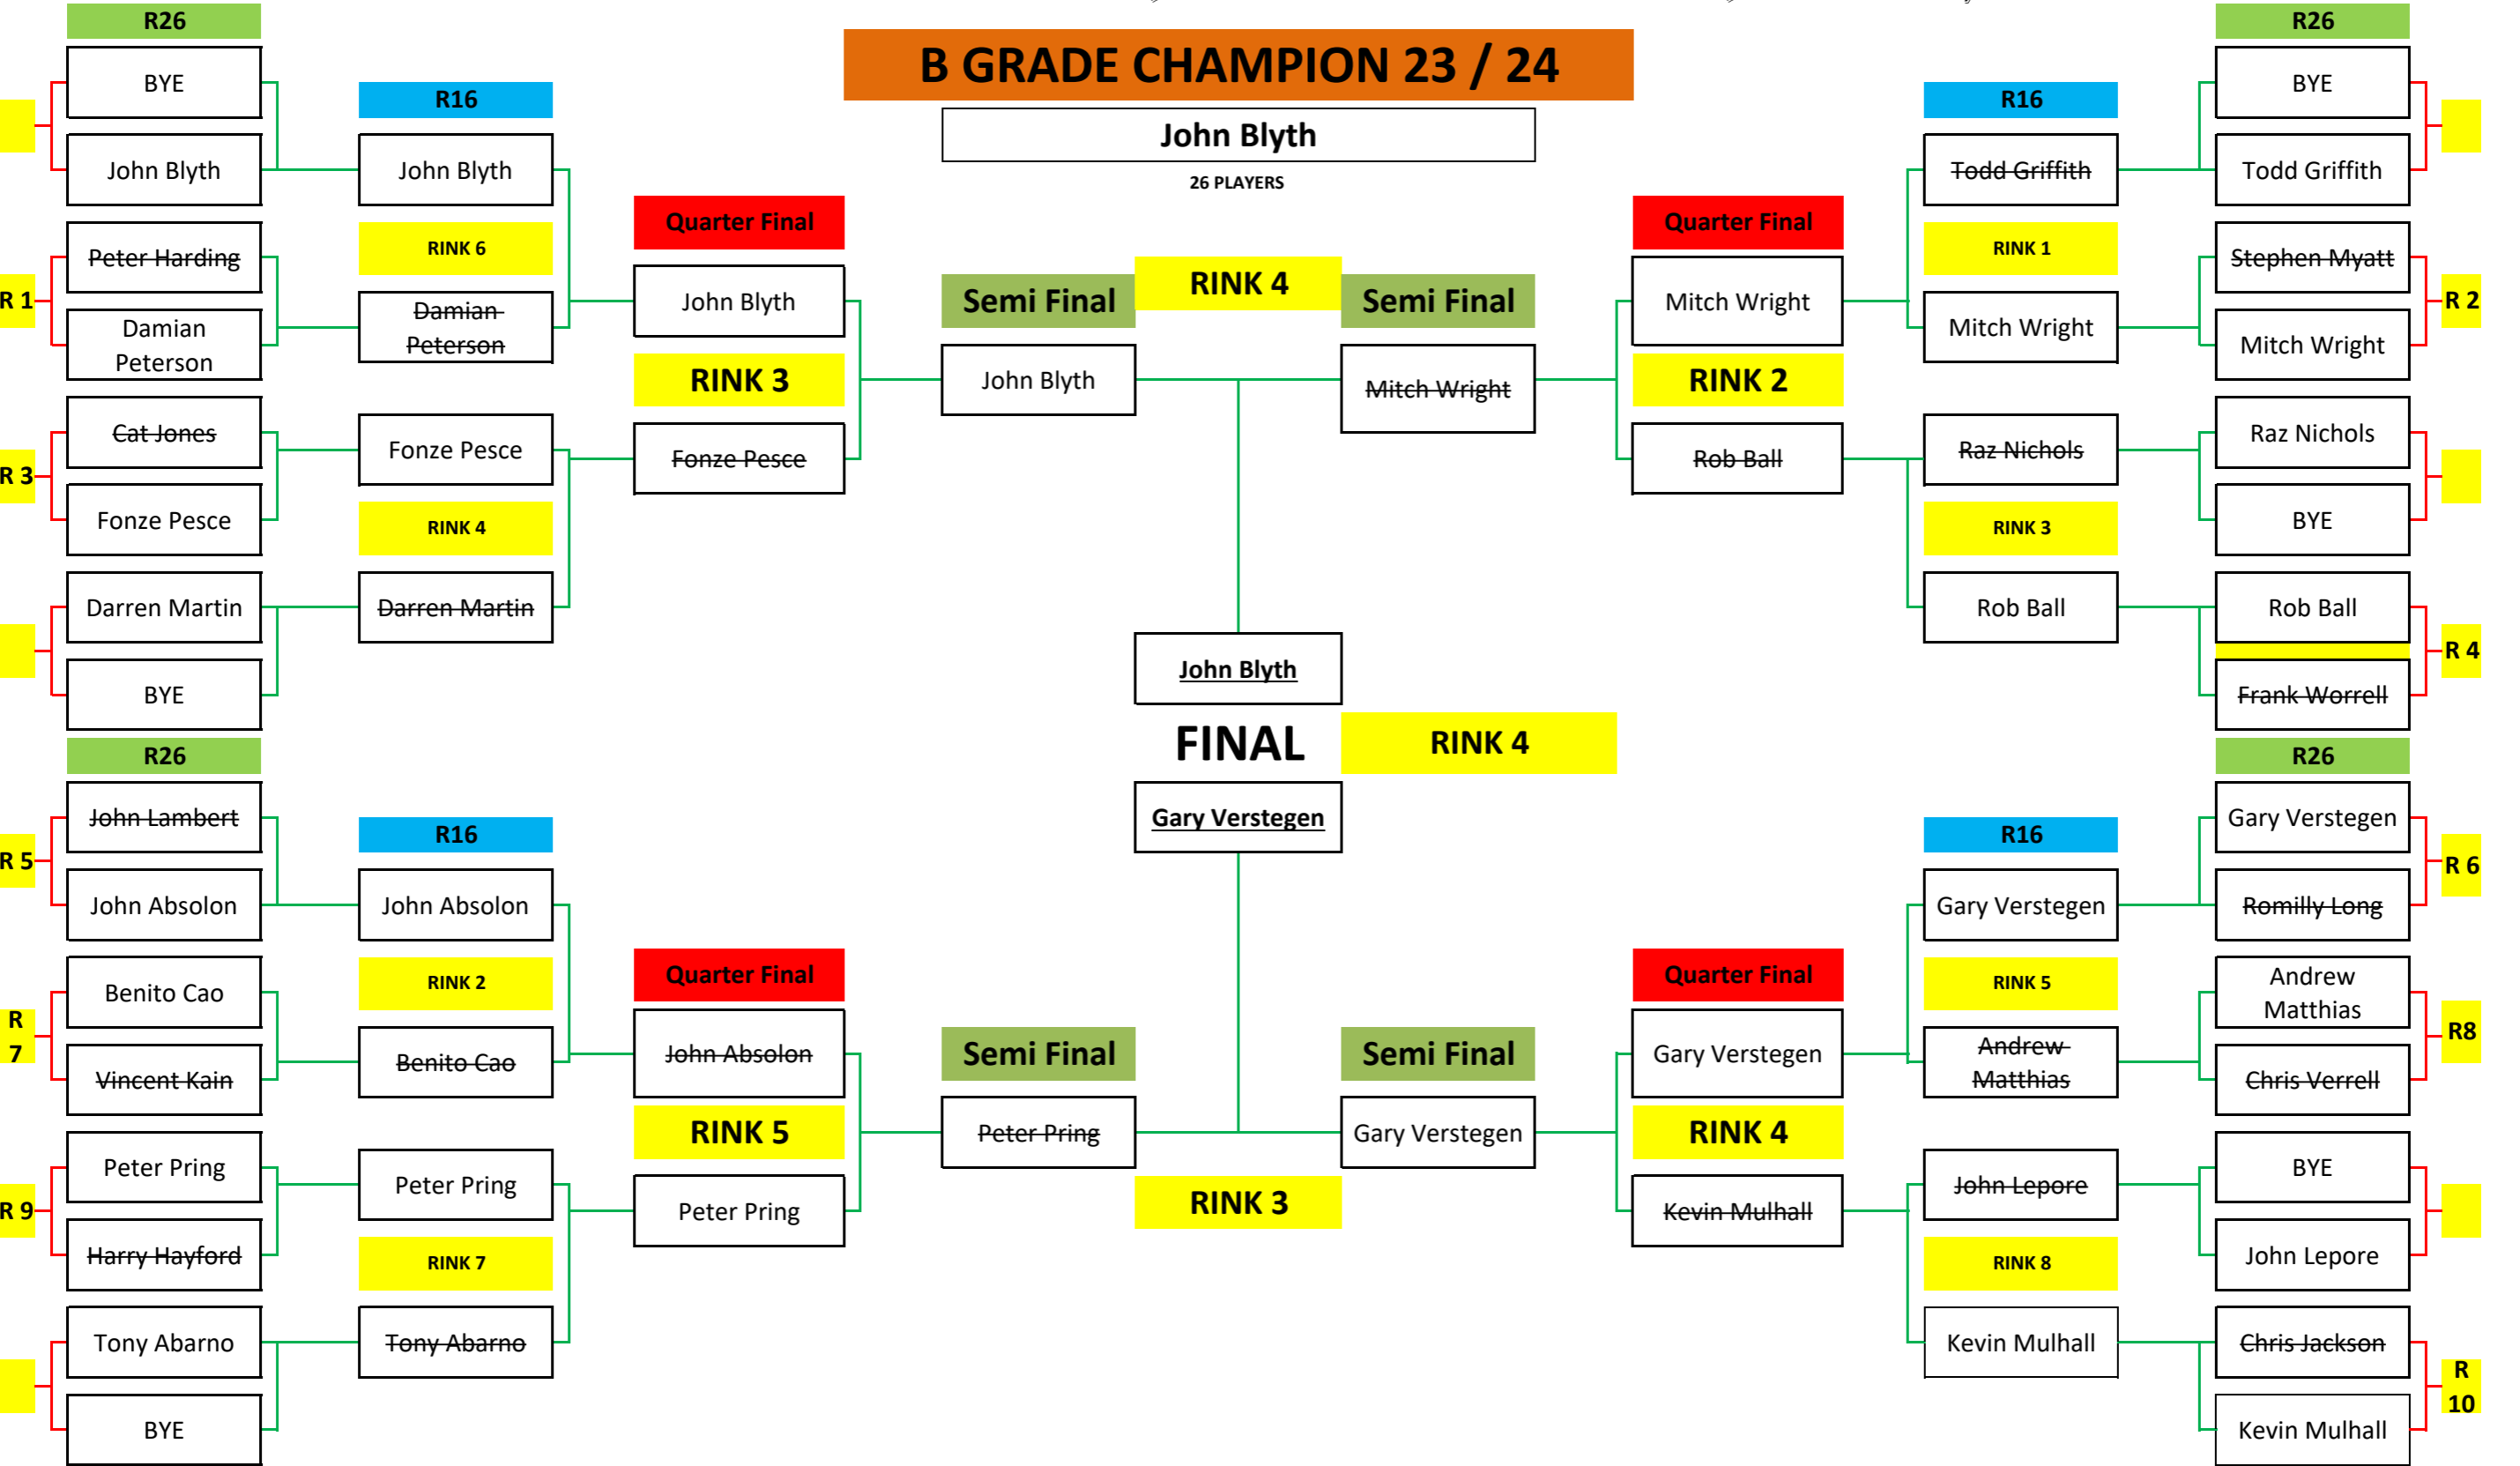 B GRADE CHAMPION 23 / 24
John Blyth
26 PLAYERS
R26
BYE
John Blyth
R 1
Peter Harding
Damian
Peterson
R 3
Cat Jones
Fonze Pesce
Darren Martin
BYE
R16
John Blyth
RINK 6
Damian
Peterson
Fonze Pesce
RINK 4
Darren Martin
Quarter Final
John Blyth
RINK 3
Fonze Pesce
Semi Final
John Blyth
RINK 4
Semi Final
Mitch Wright
Quarter Final
Mitch Wright
RINK 2
Rob Ball
R16
Todd Griffith
RINK 1
Mitch Wright
Raz Nichols
RINK 3
Rob Ball
R26
BYE
Todd Griffith
Stephen Myatt
R 2
Mitch Wright
Raz Nichols
BYE
Rob Ball
R 4
Frank Worrell
John Blyth
FINAL
RINK 4
Gary Verstegen
R26
John Lambert
R 5
John Absolon
Benito Cao
R
7
Vincent Kain
Peter Pring
R 9
Harry Hayford
Tony Abarno
BYE
R16
John Absolon
RINK 2
Benito Cao
Peter Pring
RINK 7
Tony Abarno
Quarter Final
John Absolon
RINK 5
Peter Pring
Semi Final
Peter Pring
RINK 3
Semi Final
Gary Verstegen
Quarter Final
Gary Verstegen
RINK 4
Kevin Mulhall
R16
Gary Verstegen
RINK 5
Andrew
Matthias
John Lepore
RINK 8
Kevin Mulhall
R26
Gary Verstegen
R 6
Romilly Long
Andrew
Matthias
R8
Chris Verrell
BYE
John Lepore
Chris Jackson
R
10
Kevin Mulhall